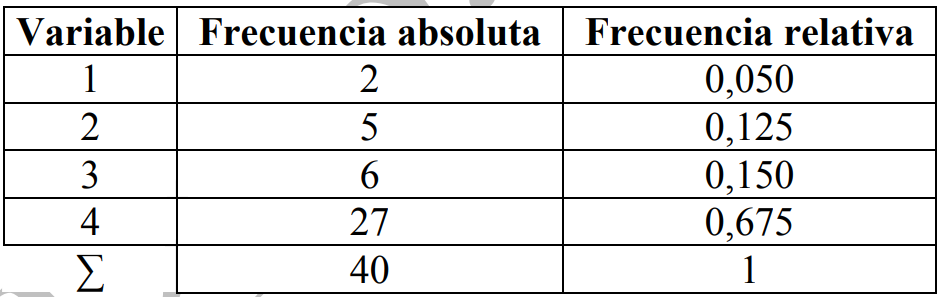 Variable Frecuencia absoluta Frecuencia relativa
1 2 0,050
2 5 0,125
3 6 0,150
4 27 0,675
∑ 40 1